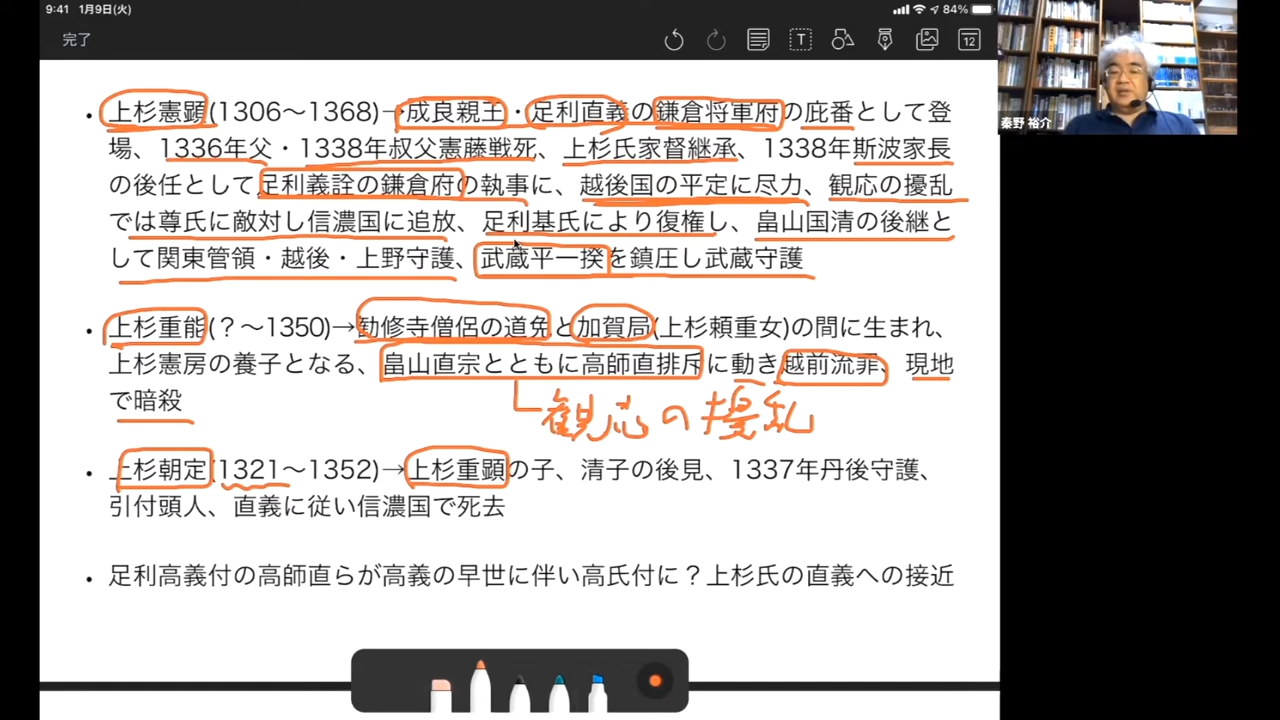 9:41 1月9日(火)
84%
完了
12
秦野 裕介
・上杉憲顕(1306〜1368)→成良親王・足利直義の鎌倉将軍府の庇番として登
場、1336年父・1338年叔父憲藤戦死、上杉氏家督継承、1338年斯波家長
の後任として足利義詮の鎌倉府の執事に、越後国の平定に尽力、観応の擾乱
では尊氏に敵対し信濃国に追放、足利基氏により復権し、畠山国清の後継と
して関東管領・越後・上野守護、武蔵平一揆を鎮圧し武蔵守護
・上杉重能(？〜1350)→勧修寺僧侶の道免と加賀局(上杉頼重女)の間に生まれ、
上杉憲房の養子となる、畠山直宗とともに高師直排斥に動き越前流罪、現地
で暗殺
観応の擾乱
・上杉朝定(1321〜1352)→上杉重顕の子、清子の後見、1337年丹後守護、
引付頭人、直義に従い信濃国で死去
・足利高義付の高師直らが高義の早世に伴い高氏付に？上杉氏の直義への接近